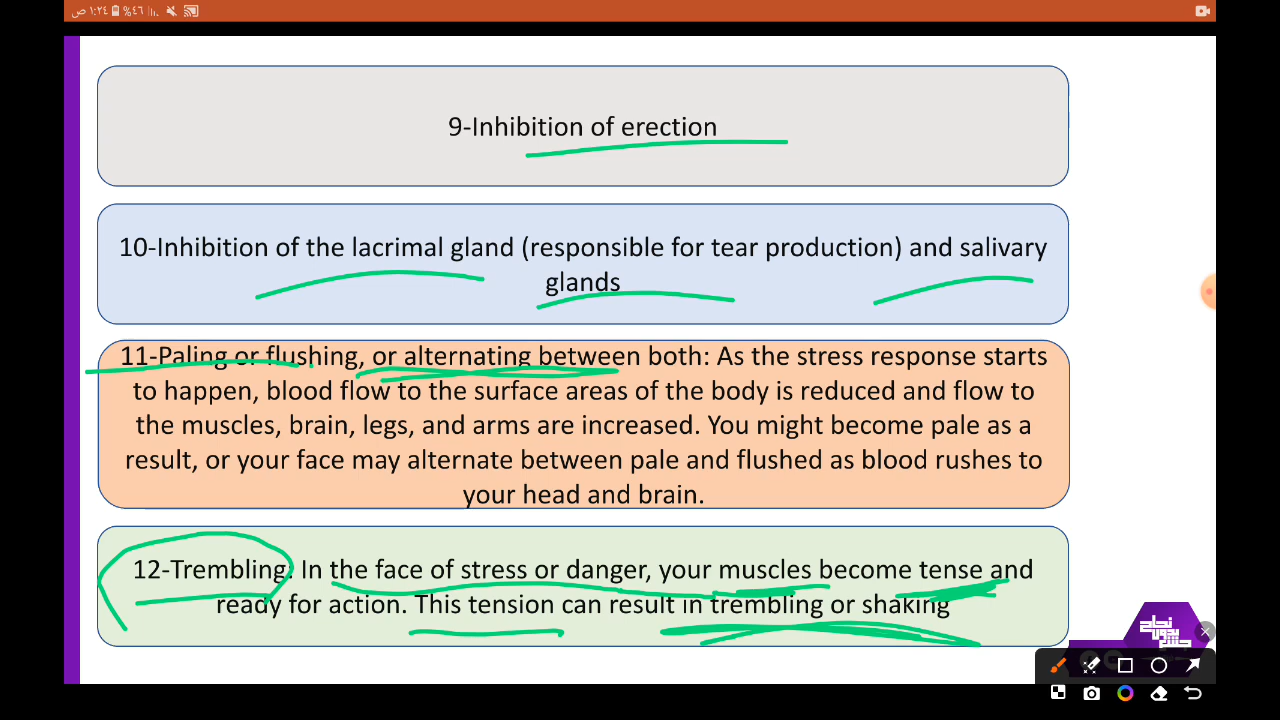 ١:٢٤ ص ٤٦%
9-Inhibition of erection
10-Inhibition of the lacrimal gland (responsible for tear production) and salivary
glands
11-Paling or flushing, or alternating between both: As the stress response starts
to happen, blood flow to the surface areas of the body is reduced and flow to
the muscles, brain, legs, and arms are increased. You might become pale as a
result, or your face may alternate between pale and flushed as blood rushes to
your head and brain.
12-Trembling: In the face of stress or danger, your muscles become tense and
ready for action. This tension can result in trembling or shaking